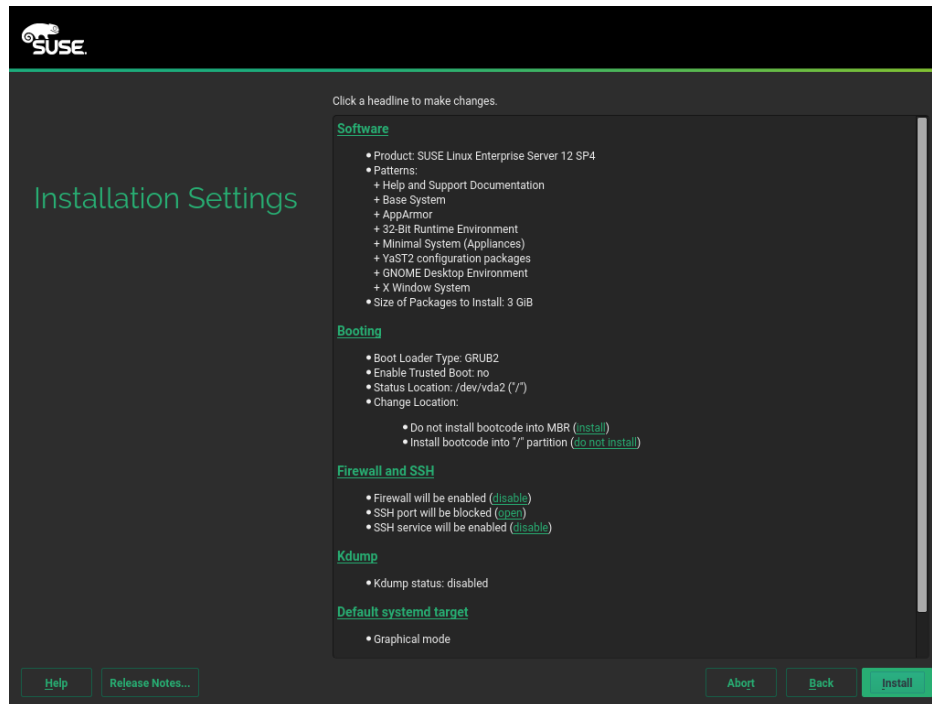 SUSE.
Click a headline to make changes.
Installation Settings
Software
• Product: SUSE Linux Enterprise Server 12 SP4
• Patterns:
+ Help and Support Documentation
+ Base System
+ AppArmor
+ 32-Bit Runtime Environment
+ Minimal System (Appliances)
+ YaST2 configuration packages
+ GNOME Desktop Environment
+ X Window System
• Size of Packages to Install: 3 GiB
Booting
• Boot Loader Type: GRUB2
• Enable Trusted Boot: no
• Status Location: /dev/vda2 ("/")
• Change Location:
• Do not install bootcode into MBR (install)
• Install bootcode into "/" partition (do not install)
Firewall and SSH
• Firewall will be enabled (disable)
• SSH port will be blocked (open)
• SSH service will be enabled (disable)
Kdump
• Kdump status: disabled
Default systemd target
• Graphical mode
Help Release Notes... Abort Back Install